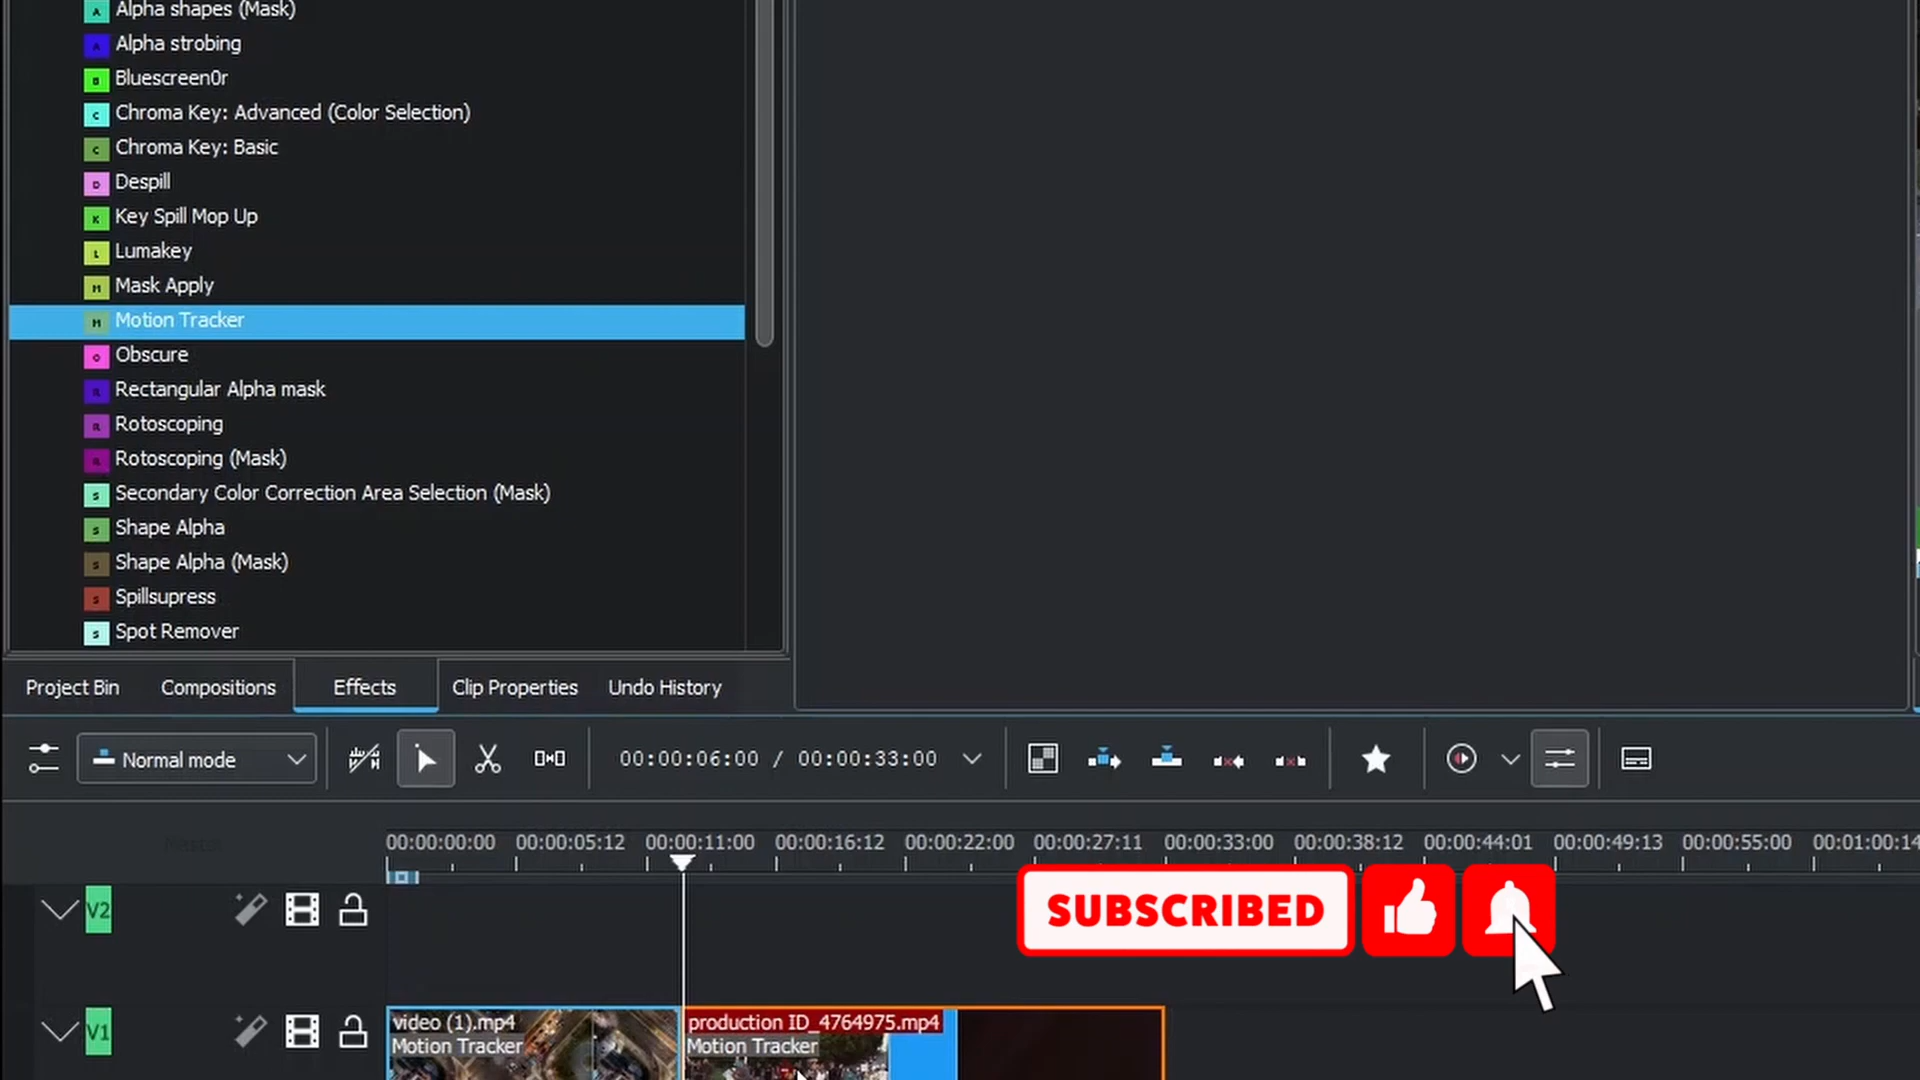 Alpha shapes (Mask)
Alpha strobing
Bluescreen0r
Chroma Key: Advanced (Color Selection)
Chroma Key: Basic
Despill
Key Spill Mop Up
Lumakey
Mask Apply
Motion Tracker
Obscure
Rectangular Alpha mask
Rotoscoping
Rotoscoping (Mask)
Secondary Color Correction Area Selection (Mask)
Shape Alpha
Shape Alpha (Mask)
Spillsupress
Spot Remover
Project Bin Compositions Effects Clip Properties Undo History
Normal mode 00:00:06:00 / 00:00:33:00
00:00:00:00 00:00:05:12 00:00:11:00 00:00:16:12 00:00:22:00 00:00:27:11 00:00:33:00 00:00:38:12 00:00:44:01 00:00:49:13 00:00:55:00 00:01:00:14
V2
SUBSCRIBED
V1
video (1).mp4 production ID_4764975.mp4
Motion Tracker Motion Tracker